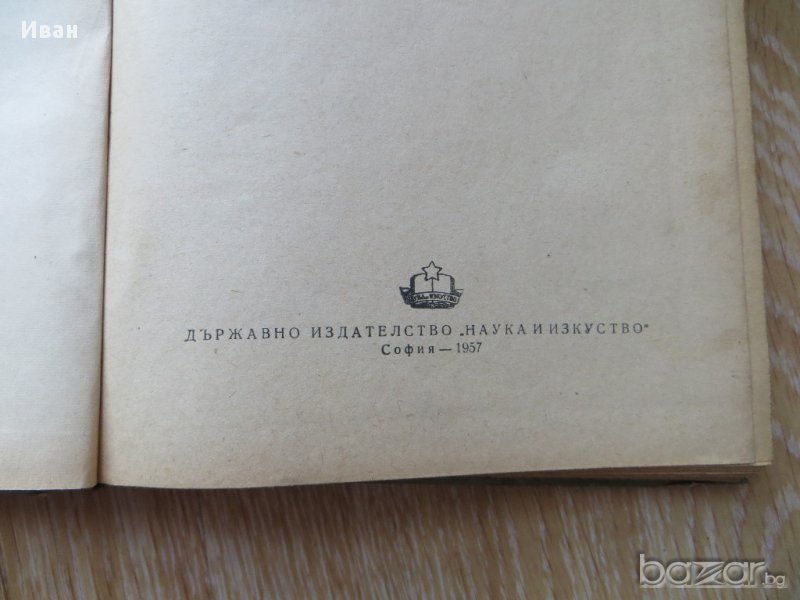 Иван
ДЪРЖАВНО ИЗДАТЕЛСТВО „НАУКА И ИЗКУСТВО"
София — 1957
bazar.bg